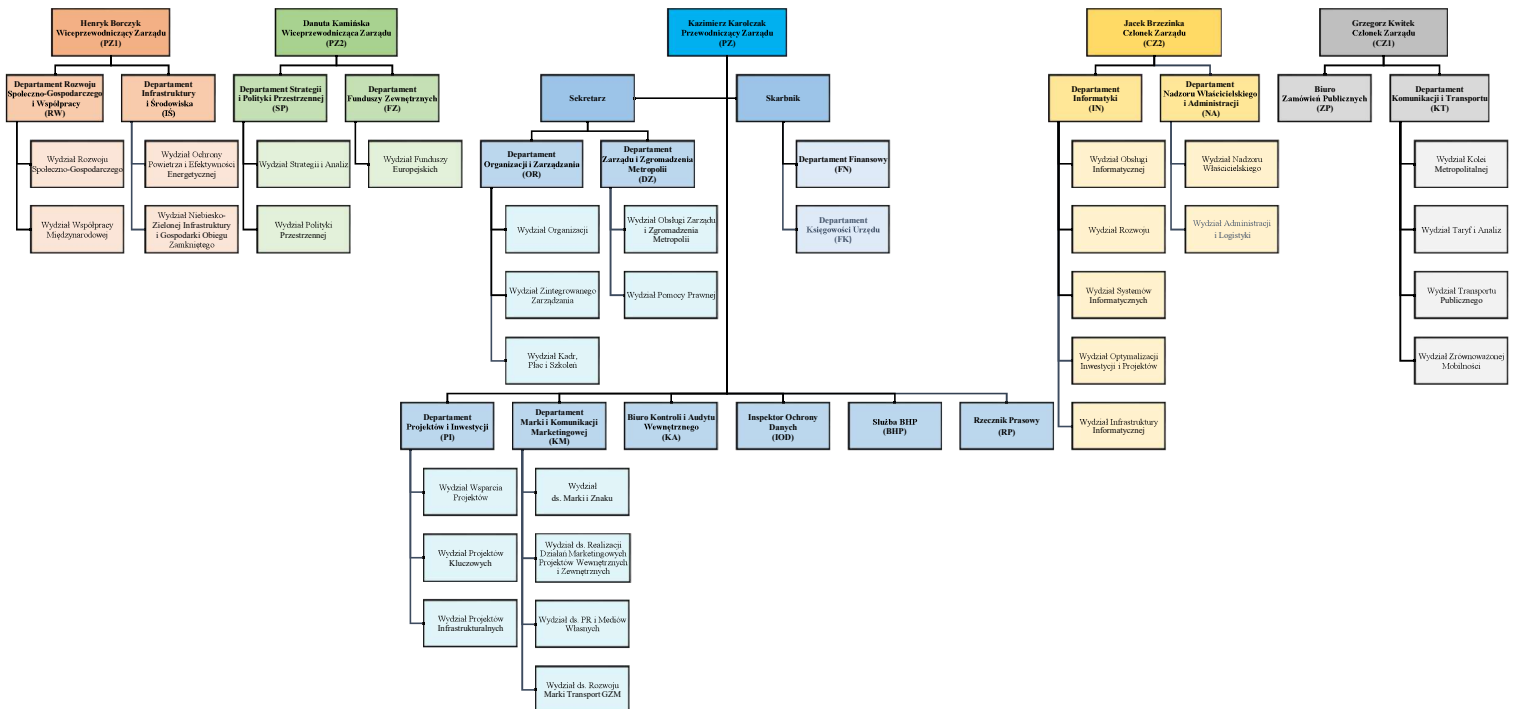 Henryk Borczyk
Wiceprzewodniczący Zarządu
(PZ1)
Danuta Kamińska
Wiceprzewodnicząca Zarządu
(PZ2)
Kazimierz Karolczak
Przewodniczący Zarządu
(PZ)
Jacek Brzezinka
Członek Zarządu
(CZ2)
Grzegorz Kwitek
Członek Zarządu
(CZ1)
Departament Rozwoju
Społeczno-Gospodarczego
i Współpracy
(RW)
Departament
Infrastruktury
i Środowiska
(IŚ)
Departament Strategii
i Polityki Przestrzennej
(SP)
Departament
Funduszy Zewnętrznych
(FZ)
Sekretarz
Skarbnik
Departament
Informatyki
(IN)
Departament
Nadzoru Właścicielskiego
i Administracji
(NA)
Biuro
Zamówień Publicznych
(ZP)
Departament
Komunikacji i Transportu
(KT)
Wydział Rozwoju
Społeczno-Gospodarczego
Wydział Ochrony
Powietrza i Efektywności
Energetycznej
Wydział Strategii i Analiz
Wydział Funduszy
Europejskich
Departament
Organizacji i Zarządzania
(OR)
Departament
Zarządu i Zgromadzenia
Metropolii
(DZ)
Departament Finansowy
(FN)
Wydział Obsługi
Informatycznej
Wydział Nadzoru
Właścicielskiego
Wydział Kolei
Metropolitalnej
Wydział Współpracy
Międzynarodowej
Wydział Niebiesko-
Zielonej Infrastruktury
i Gospodarki Obiegu
Zamkniętego
Wydział Polityki
Przestrzennej
Wydział Organizacji
Wydział Obsługi Zarządu
i Zgromadzenia
Metropolii
Departament
Księgowości Urzędu
(FK)
Wydział Rozwoju
Wydział Administracji
i Logistyki
Wydział Taryf i Analiz
Wydział Zintegrowanego
Zarządzania
Wydział Pomocy Prawnej
Wydział Systemów
Informatycznych
Wydział Transportu
Publicznego
Wydział Kadr,
Płac i Szkoleń
Wydział Optymalizacji
Inwestycji i Projektów
Wydział Zrównoważonej
Mobilności
Departament
Projektów i Inwestycji
(PI)
Departament
Marki i Komunikacji
Marketingowej
(KM)
Biuro Kontroli i Audytu
Wewnętrznego
(KA)
Inspektor Ochrony
Danych
(IOD)
Służba BHP
(BHP)
Rzecznik Prasowy
(RP)
Wydział Infrastruktury
Informatycznej
Wydział Wsparcia
Projektów
Wydział
ds. Marki i Znaku
Wydział Projektów
Kluczowych
Wydział ds. Realizacji
Działań Marketingowych
Projektów Wewnętrznych
i Zewnętrznych
Wydział Projektów
Infrastrukturalnych
Wydział ds. PR i Mediów
Własnych
Wydział ds. Rozwoju
Marki Transport GZM